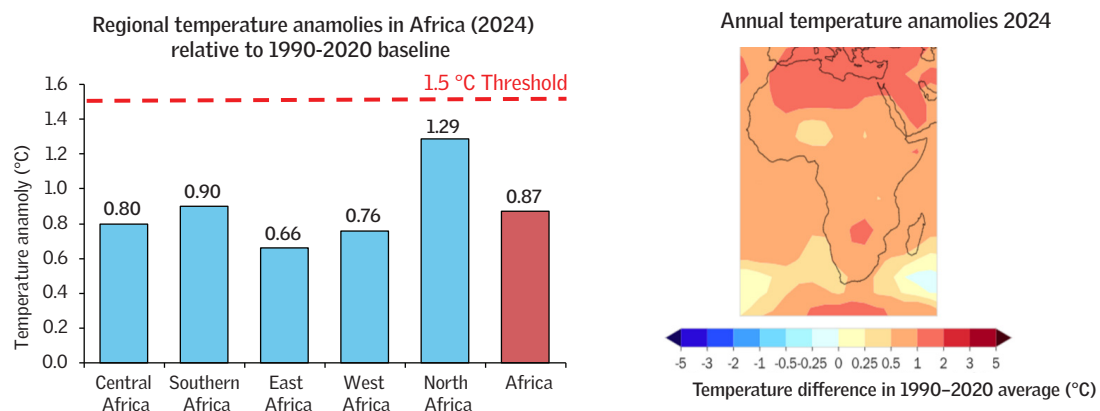 Regional temperature anamolies in Africa (2024)
relative to 1990-2020 baseline
Temperature anamoly (°C)
1.6
1.4
1.2
1.0
0.8
0.6
0.4
0.2
0.0
1.5 °C Threshold
0.80
0.90
0.66
0.76
1.29
0.87
Central
Africa
Southern
Africa
East
Africa
West
Africa
North
Africa
Africa
Annual temperature anamolies 2024
-5 -3 -2 -1 -0.5 -0.25 0 0.25 0.5 1 2 3 5
Temperature difference in 1990–2020 average (°C)